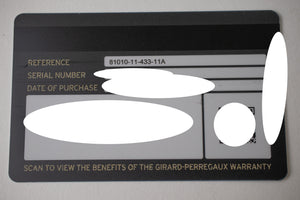 REFERENCE 81010-11-433-11A
SERIAL NUMBER
DATE OF PURCHASE
SCAN TO VIEW THE BENEFITS OF THE GIRARD-PERREGAUX WARRANTY